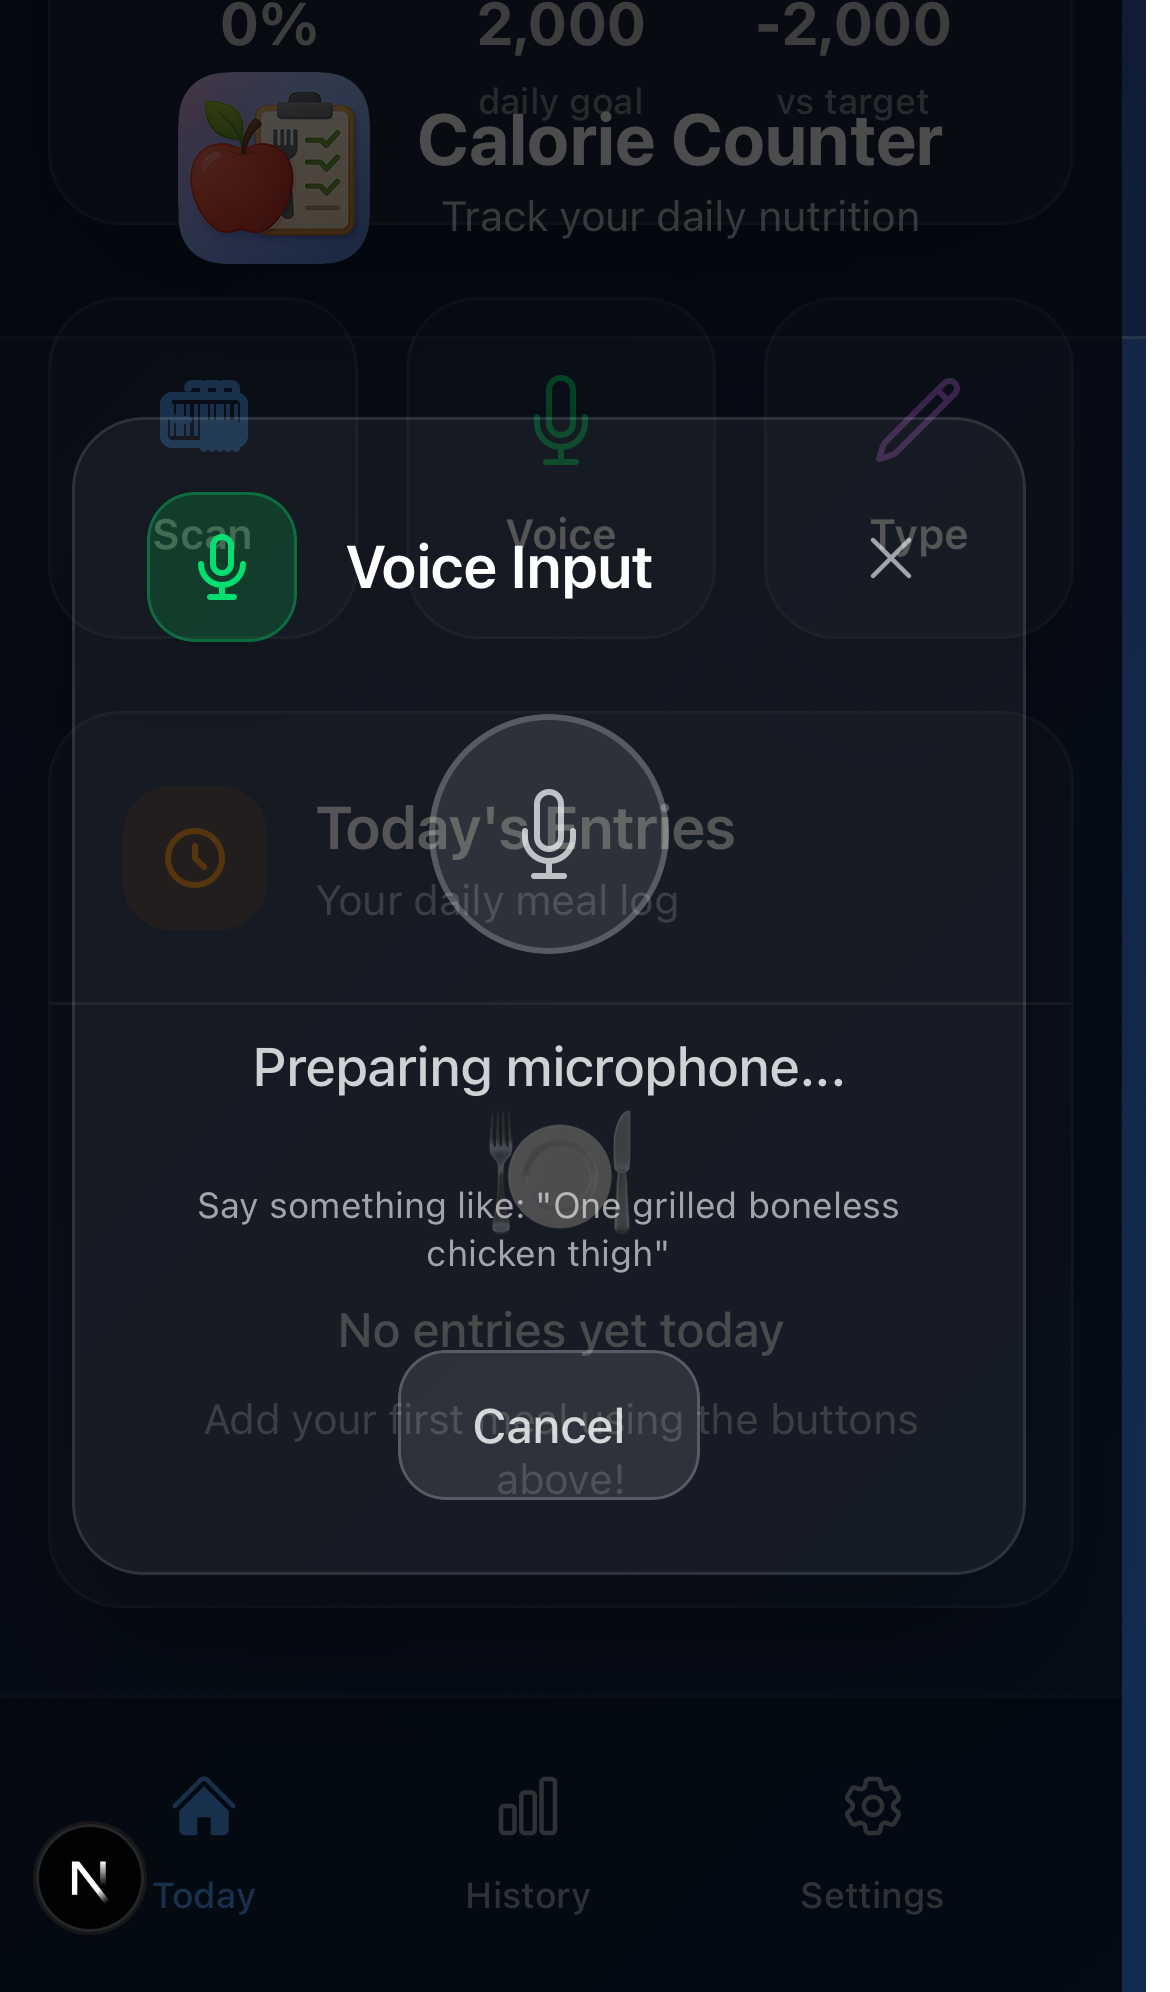 0% 2,000 -2,000
daily goal vs target
Calorie Counter
Track your daily nutrition
Scan Voice Type
Voice Input
Today's Entries
Your daily meal log
Preparing microphone...
Say something like: "One grilled boneless
chicken thigh"
No entries yet today
Add your first meal using the buttons
above!
Cancel
N
Today History Settings